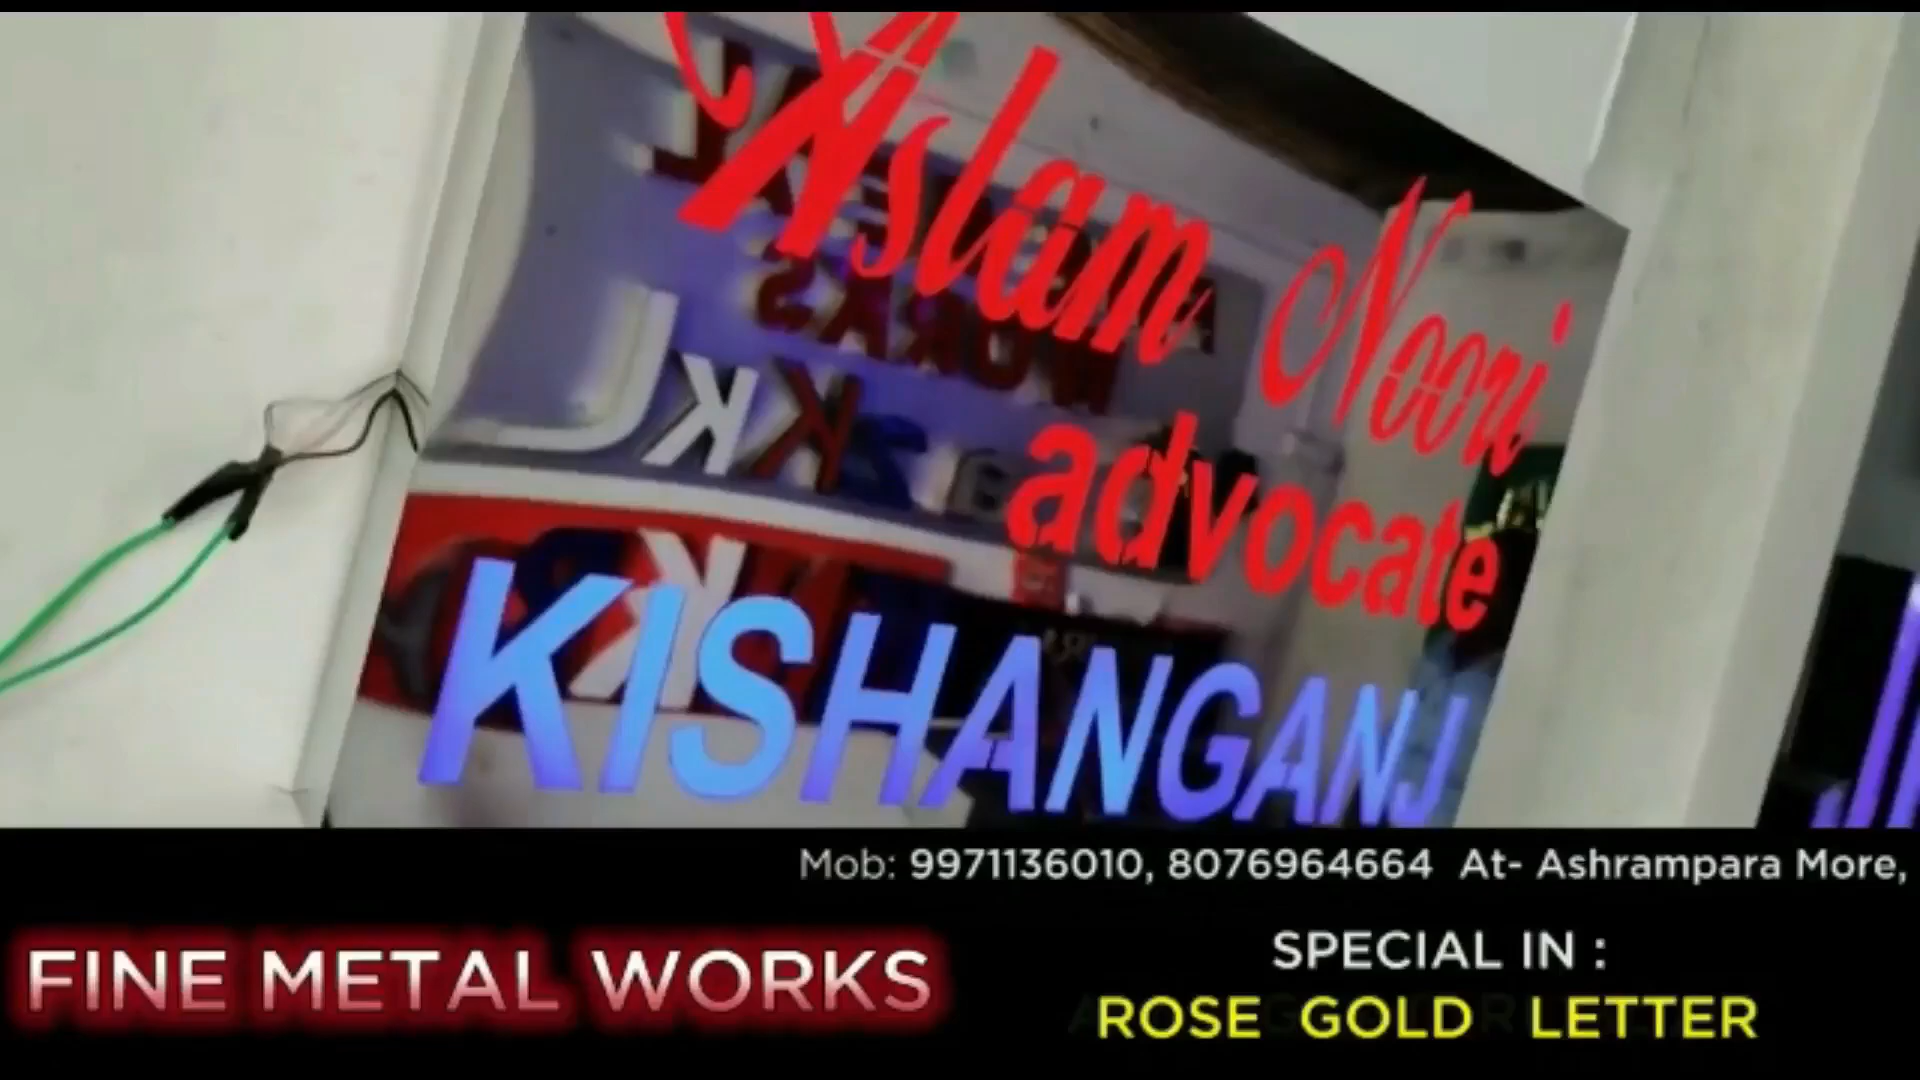 Aslam Noori
advocate
KISHANGANJ
Mob: 9971136010, 8076964664 At- Ashrampara More,
FINE METAL WORKS
SPECIAL IN :
ROSE GOLD LETTER